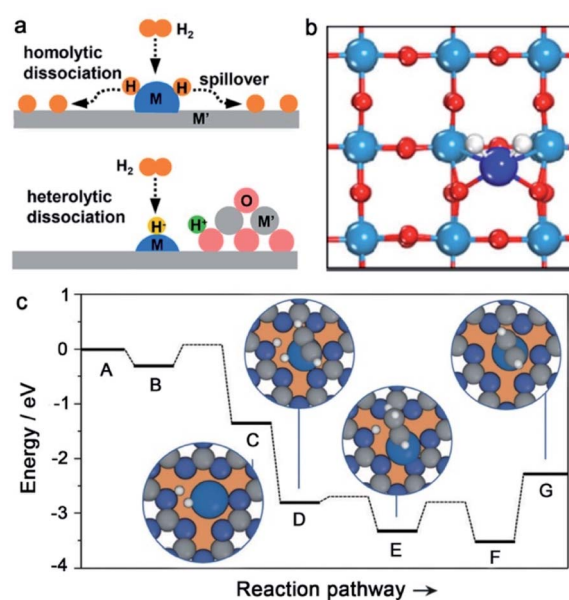 a
H₂
homolytic
dissociation
H
H
spillover
M
M'
H₂
heterolytic
dissociation
O
H⁻
H⁺
M'
M
b
c
Energy / eV
1
0
-1
-2
-3
-4
A
B
C
D
E
F
G
Reaction pathway →